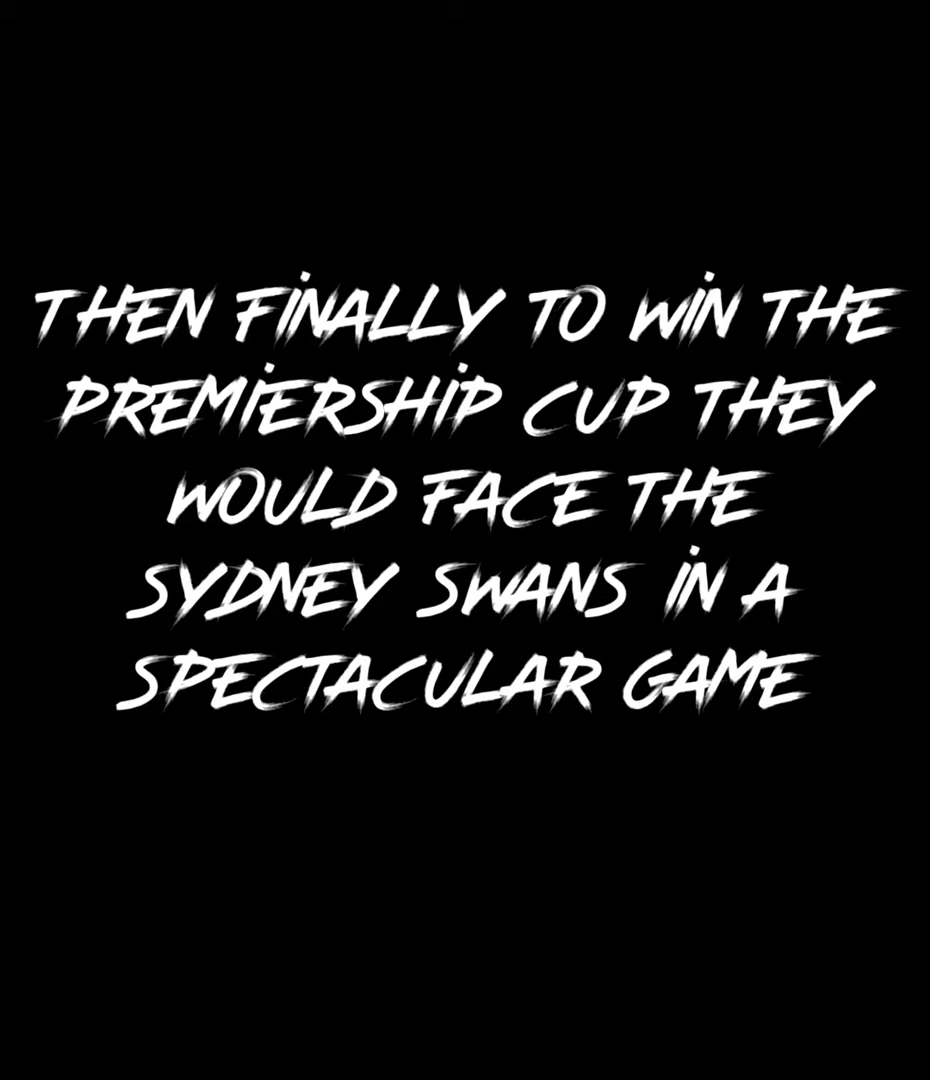 THEN FINALLY TO WIN THE
PREMIERSHIP CUP THEY
WOULD FACE THE
SYDNEY SWANS IN A
SPECTACULAR GAME